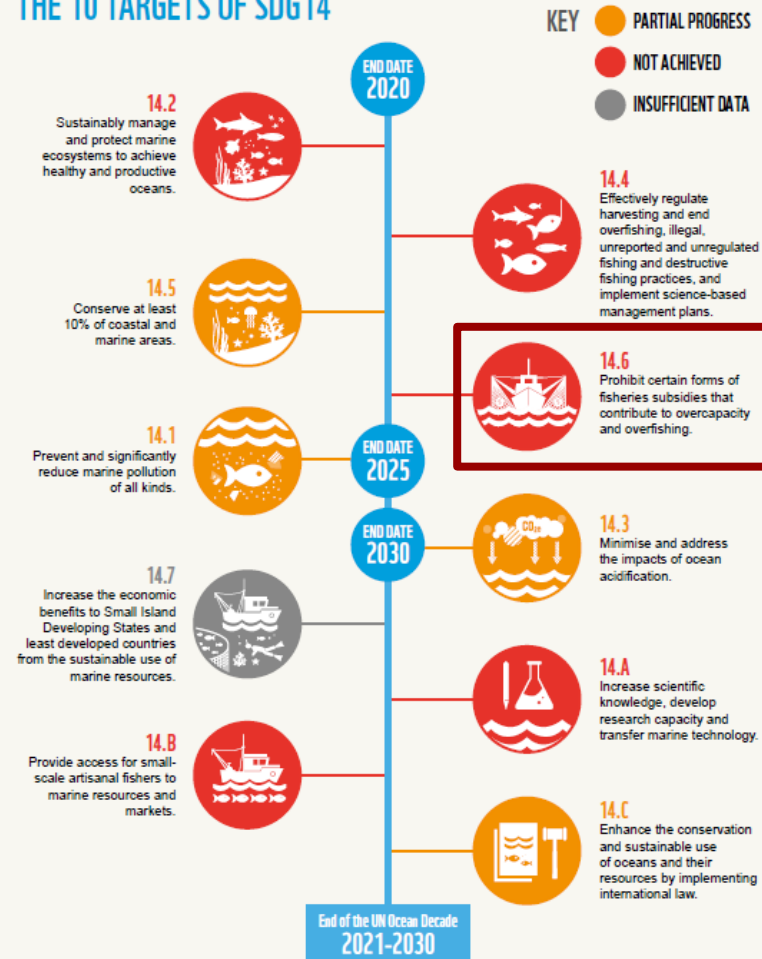 THE 10 TARGETS OF SDG14
KEY
PARTIAL PROGRESS
NOT ACHIEVED
INSUFFICIENT DATA
END DATE
2020
14.2
Sustainably manage
and protect marine
ecosystems to achieve
healthy and productive
oceans.
14.4
Effectively regulate
harvesting and end
overfishing, illegal,
unreported and unregulated
fishing and destructive
fishing practices, and
implement science-based
management plans.
14.5
Conserve at least
10% of coastal and
marine areas.
14.6
Prohibit certain forms of
fisheries subsidies that
contribute to overcapacity
and overfishing.
14.1
Prevent and significantly
reduce marine pollution
of all kinds.
END DATE
2025
END DATE
2030
14.3
Minimise and address
the impacts of ocean
acidification.
14.7
Increase the economic
benefits to Small Island
Developing States and
least developed countries
from the sustainable use of
marine resources.
14.A
Increase scientific
knowledge, develop
research capacity and
transfer marine technology.
14.B
Provide access for small-
scale artisanal fishers to
marine resources and
markets.
14.C
Enhance the conservation
and sustainable use
of oceans and their
resources by implementing
international law.
End of the UN Ocean Decade
2021-2030